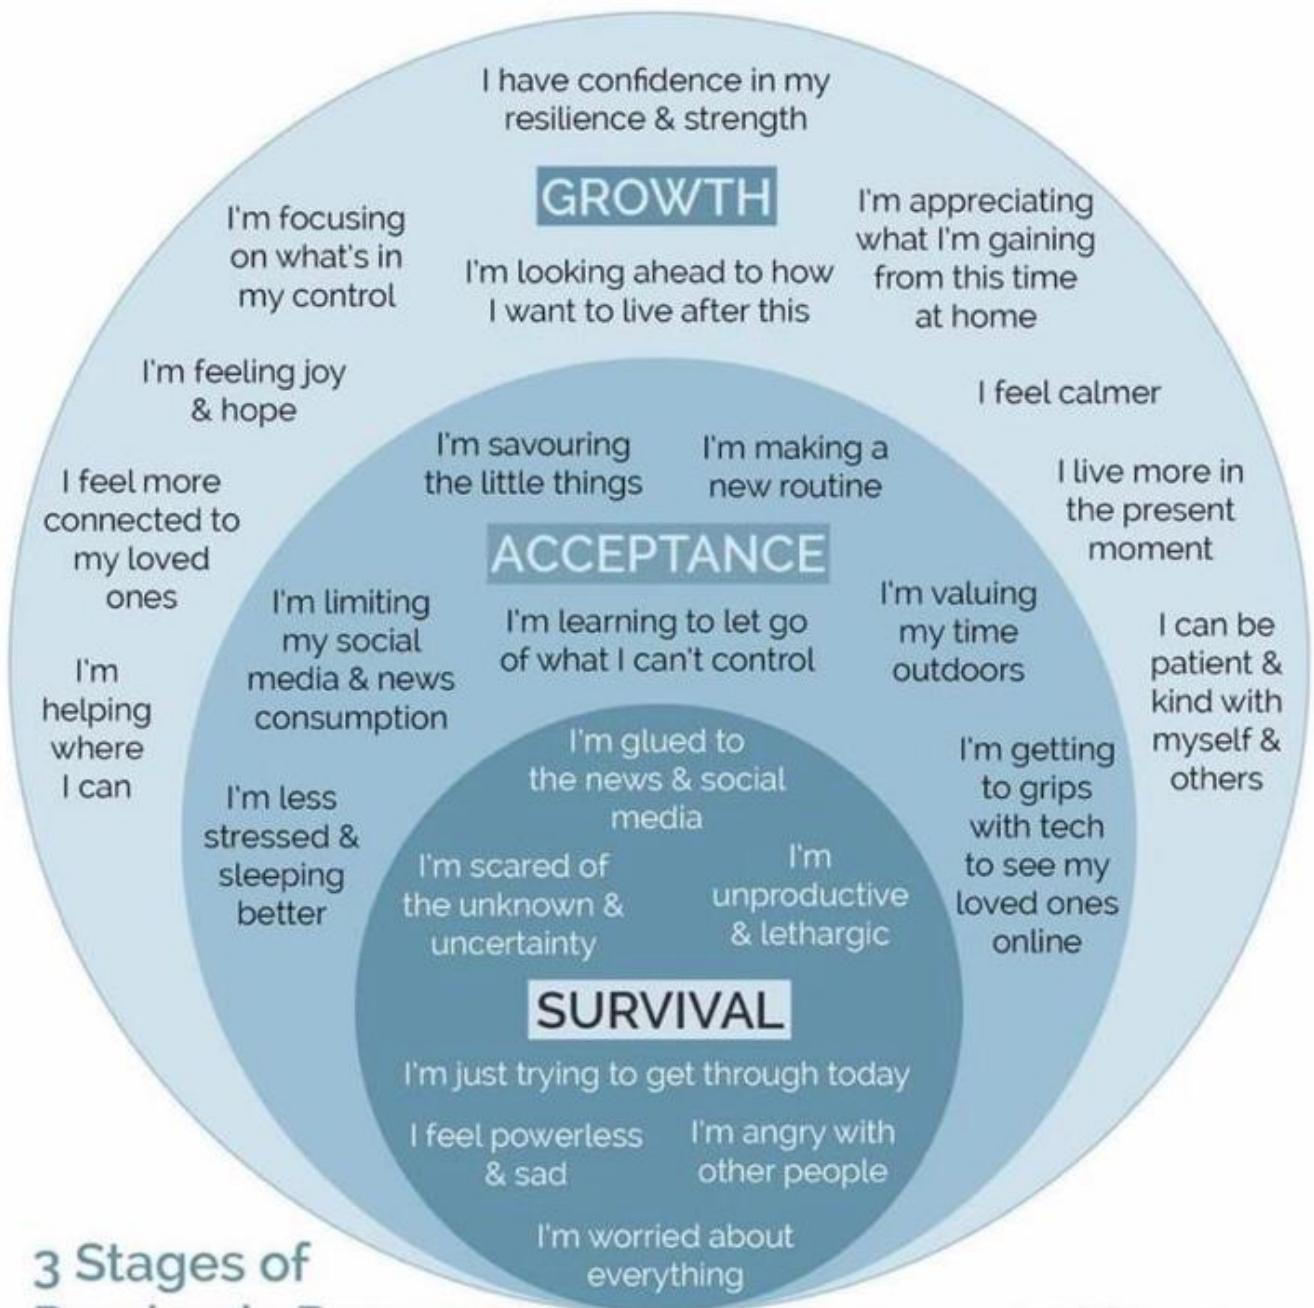 I have confidence in my
resilience & strength
GROWTH
I'm focusing
on what's in
my control
I'm looking ahead to how
I want to live after this
I'm appreciating
what I'm gaining
from this time
at home
I'm feeling joy
& hope
I feel calmer
I feel more
connected to
my loved
ones
I live more in
the present
moment
I'm
helping
where
I can
I can be
patient &
kind with
myself &
others
I'm savouring
the little things
I'm making a
new routine
ACCEPTANCE
I'm limiting
my social
media & news
consumption
I'm learning to let go
of what I can't control
I'm valuing
my time
outdoors
I'm less
stressed &
sleeping
better
I'm getting
to grips
with tech
to see my
loved ones
online
I'm glued to
the news & social
media
I'm scared of
the unknown &
uncertainty
I'm
unproductive
& lethargic
SURVIVAL
I'm just trying to get through today
I feel powerless
& sad
I'm angry with
other people
I'm worried about
everything
3 Stages of